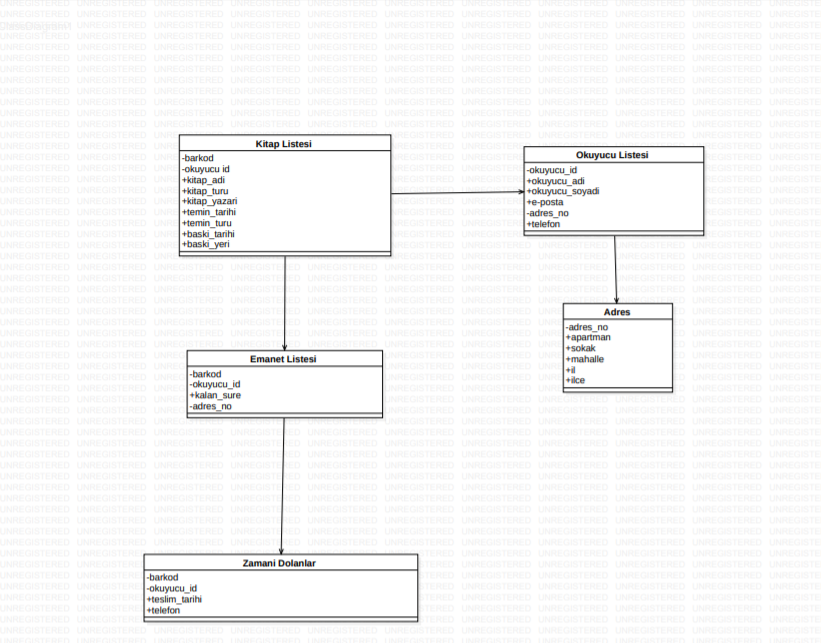 Kitap Listesi
-barkod
-okuyucu id
+kitap_adi
+kitap_turu
+kitap_yazari
+temin_tarihi
+temin_turu
+baski_tarihi
+baski_yeri
Okuyucu Listesi
-okuyucu_id
+okuyucu_adi
+okuyucu_soyadi
+e-posta
-adres_no
+telefon
Adres
-adres_no
+apartman
+sokak
+mahalle
+il
+ilce
Emanet Listesi
-barkod
-okuyucu_id
+kalan_sure
-adres_no
Zamani Dolanlar
-barkod
-okuyucu_id
+teslim_tarihi
+telefon